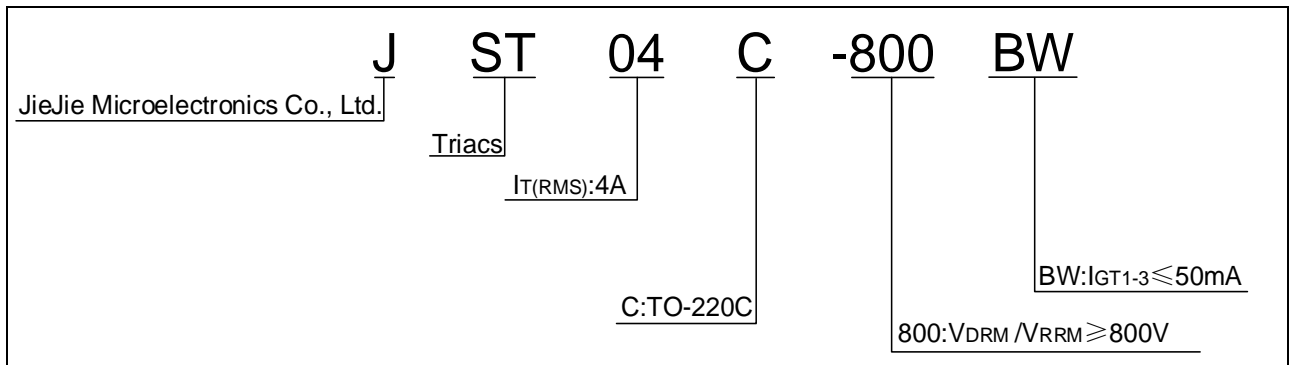 J ST 04 C -800 BW
JieJie Microelectronics Co., Ltd.
Triacs
IT(RMS):4A
BW:IGT1-3≤50mA
C:TO-220C
800:VDRM /VRRM≥800V